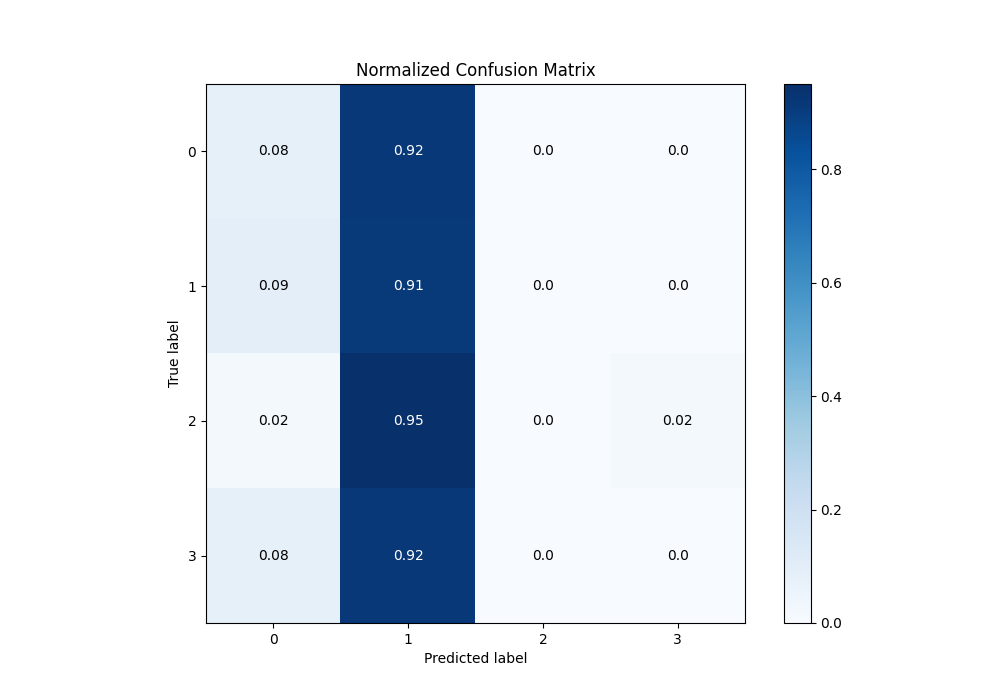 Normalized Confusion Matrix
0 0.08 0.92 0.0 0.0
1 0.09 0.91 0.0 0.0
2 0.02 0.95 0.0 0.02
3 0.08 0.92 0.0 0.0
0 1 2 3
True label
Predicted label
0.8
0.6
0.4
0.2
0.0